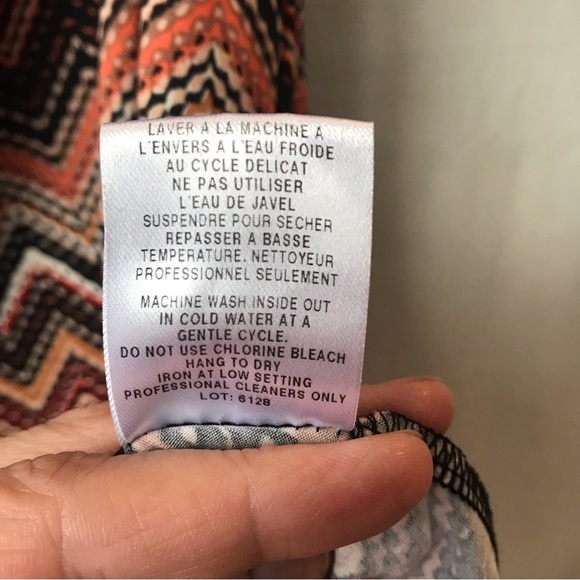 LAVER A LA MACHINE A
L'ENVERS A L'EAU FROIDE
AU CYCLE DELICAT
NE PAS UTILISER
L'EAU DE JAVEL
SUSPENDRE POUR SECHER
REPASSER A BASSE
TEMPERATURE. NETTOYEUR
PROFESSIONNEL SEULEMENT
MACHINE WASH INSIDE OUT
IN COLD WATER AT A
GENTLE CYCLE.
DO NOT USE CHLORINE BLEACH
HANG TO DRY
IRON AT LOW SETTING
PROFESSIONAL CLEANERS ONLY
LOT: 6128